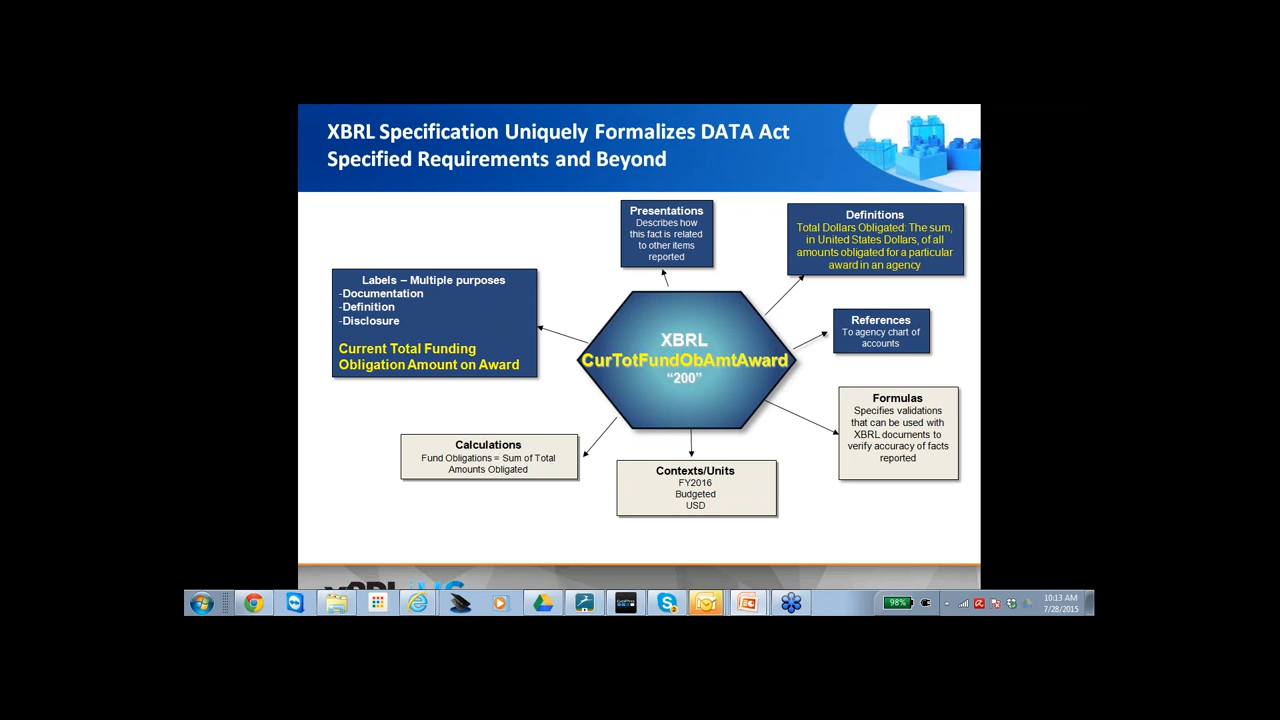 XBRL Specification Uniquely Formalizes DATA Act
Specified Requirements and Beyond
Presentations
Describes how
this fact is related
to other items
reported
Definitions
Total Dollars Obligated: The sum,
in United States Dollars, of all
amounts obligated for a particular
award in an agency
Labels – Multiple purposes
-Documentation
-Definition
-Disclosure
Current Total Funding
Obligation Amount on Award
XBRL
CurTotFundObAmtAward
“200”
References
To agency chart of
accounts
Formulas
Specifies validations
that can be used with
XBRL documents to
verify accuracy of facts
reported
Calculations
Fund Obligations = Sum of Total
Amounts Obligated
Contexts/Units
FY2016
Budgeted
USD
98%
10:13 AM
7/28/2015